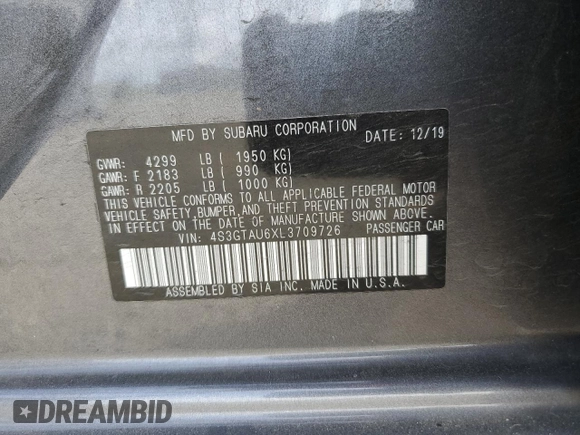 MFD BY SUBARU CORPORATION DATE: 12/19
GVWR: 4299 LB ( 1950 KG)
GAWR: F 2183 LB ( 990 KG)
GAWR: R 2205 LB ( 1000 KG)
THIS VEHICLE CONFORMS TO ALL APPLICABLE FEDERAL MOTOR
VEHICLE SAFETY, BUMPER, AND THEFT PREVENTION STANDARDS
IN EFFECT ON THE DATE OF MANUFACTURE SHOWN ABOVE.
VIN: 4S3GTAU6XL3709726 PASSENGER CAR
ASSEMBLED BY SIA INC. MADE IN U.S.A.
DREAMBID